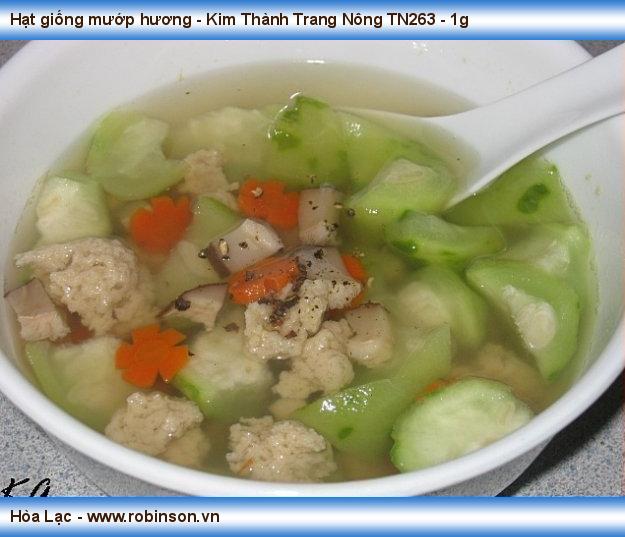 Hạt giống mướp hương - Kim Thành Trang Nông TN263 - 1g
Hòa Lạc - www.robinson.vn